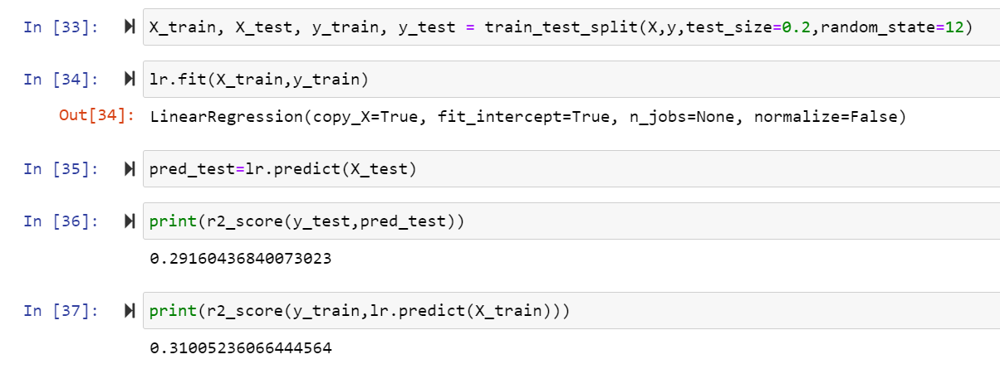 In [33]: X_train, X_test, y_train, y_test = train_test_split(X,y,test_size=0.2,random_state=12)
In [34]: lr.fit(X_train,y_train)
Out[34]: LinearRegression(copy_X=True, fit_intercept=True, n_jobs=None, normalize=False)
In [35]: pred_test=lr.predict(X_test)
In [36]: print(r2_score(y_test,pred_test))
0.29160436840073023
In [37]: print(r2_score(y_train,lr.predict(X_train)))
0.31005236066444564